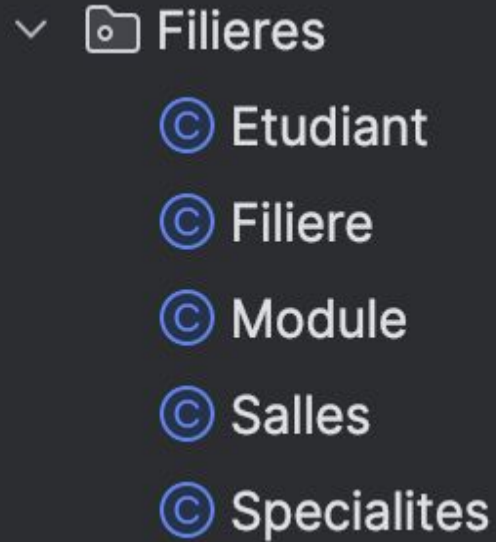 Filieres
C Etudiant
C Filiere
C Module
C Salles
C Specialites